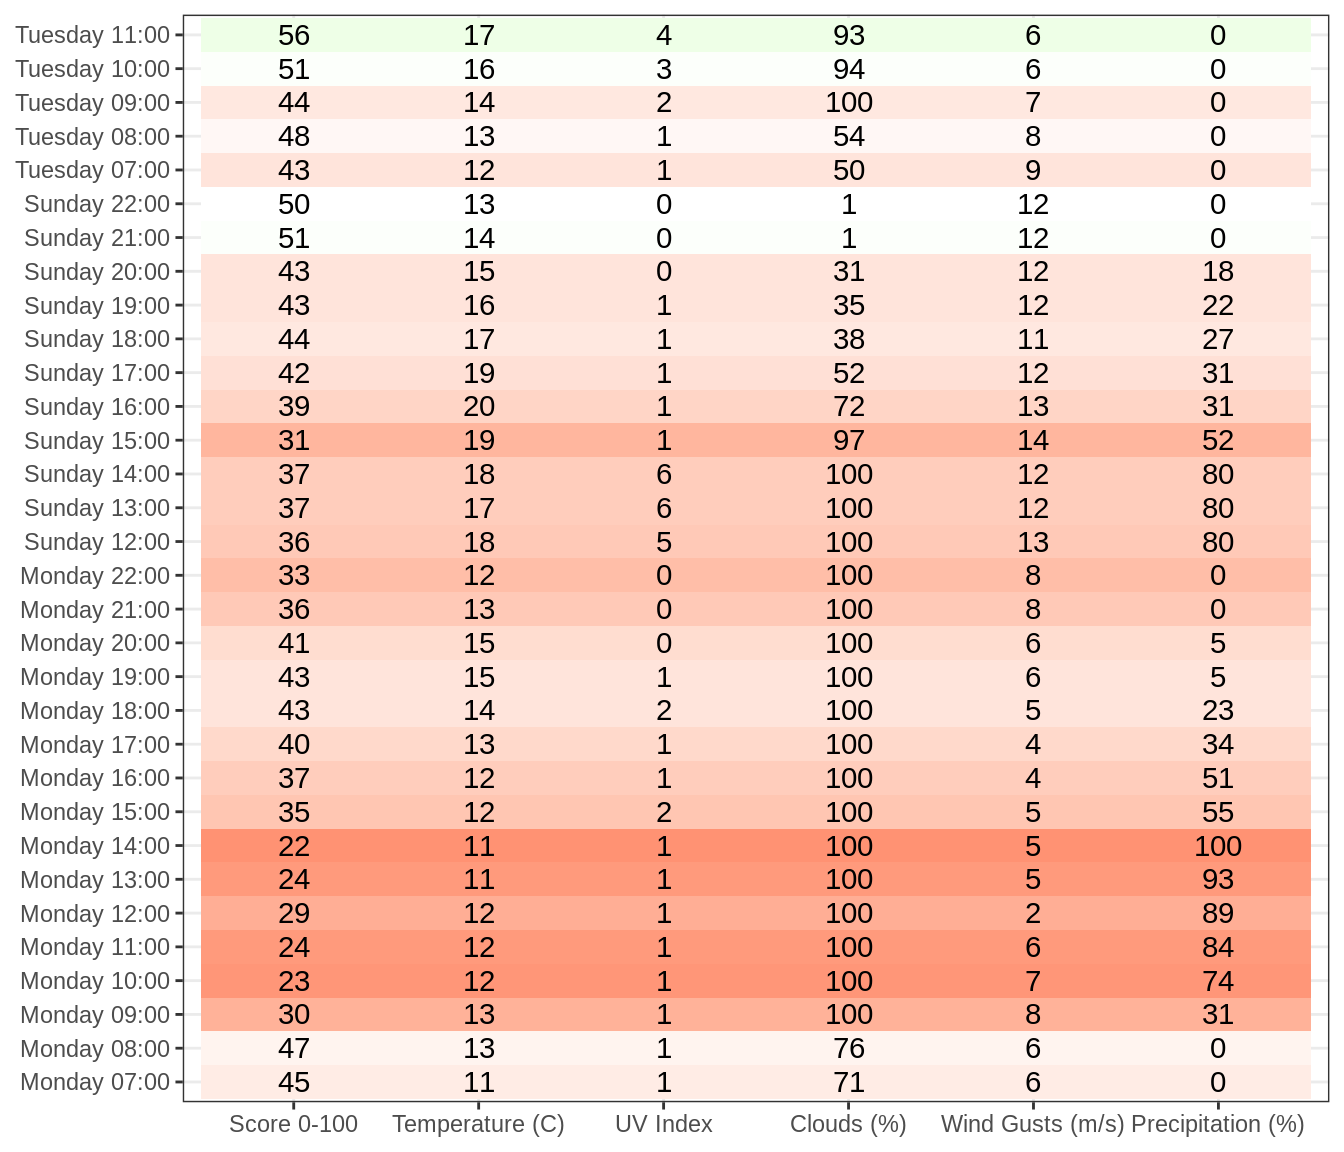 Tuesday 11:00 56 17 4 93 6 0
Tuesday 10:00 51 16 3 94 6 0
Tuesday 09:00 44 14 2 100 7 0
Tuesday 08:00 48 13 1 54 8 0
Tuesday 07:00 43 12 1 50 9 0
Sunday 22:00 50 13 0 1 12 0
Sunday 21:00 51 14 0 1 12 0
Sunday 20:00 43 15 0 31 12 18
Sunday 19:00 43 16 1 35 12 22
Sunday 18:00 44 17 1 38 11 27
Sunday 17:00 42 19 1 52 12 31
Sunday 16:00 39 20 1 72 13 31
Sunday 15:00 31 19 1 97 14 52
Sunday 14:00 37 18 6 100 12 80
Sunday 13:00 37 17 6 100 12 80
Sunday 12:00 36 18 5 100 13 80
Monday 22:00 33 12 0 100 8 0
Monday 21:00 36 13 0 100 8 0
Monday 20:00 41 15 0 100 6 5
Monday 19:00 43 15 1 100 6 5
Monday 18:00 43 14 2 100 5 23
Monday 17:00 40 13 1 100 4 34
Monday 16:00 37 12 1 100 4 51
Monday 15:00 35 12 2 100 5 55
Monday 14:00 22 11 1 100 5 100
Monday 13:00 24 11 1 100 5 93
Monday 12:00 29 12 1 100 2 89
Monday 11:00 24 12 1 100 6 84
Monday 10:00 23 12 1 100 7 74
Monday 09:00 30 13 1 100 8 31
Monday 08:00 47 13 1 76 6 0
Monday 07:00 45 11 1 71 6 0
Score 0-100 Temperature (C) UV Index Clouds (%) Wind Gusts (m/s) Precipitation (%)